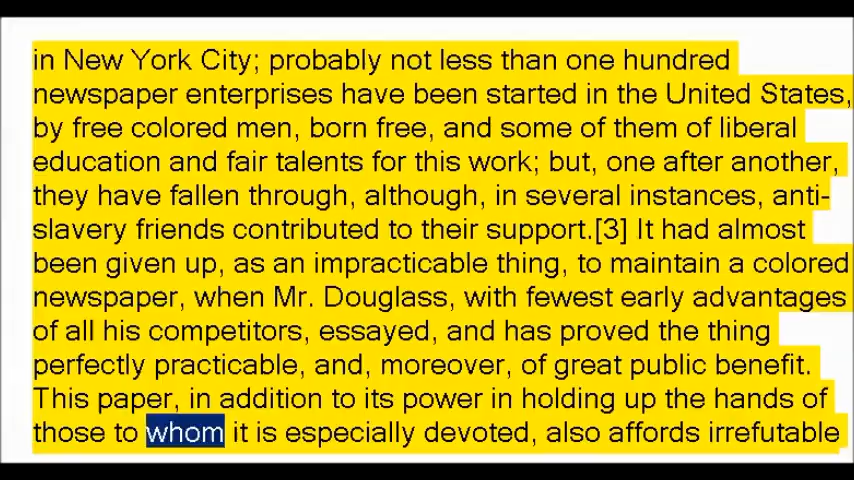 in New York City; probably not less than one hundred
newspaper enterprises have been started in the United States,
by free colored men, born free, and some of them of liberal
education and fair talents for this work; but, one after another,
they have fallen through, although, in several instances, anti-
slavery friends contributed to their support.[3] It had almost
been given up, as an impracticable thing, to maintain a colored
newspaper, when Mr. Douglass, with fewest early advantages
of all his competitors, essayed, and has proved the thing
perfectly practicable, and, moreover, of great public benefit.
This paper, in addition to its power in holding up the hands of
those to whom it is especially devoted, also affords irrefutable